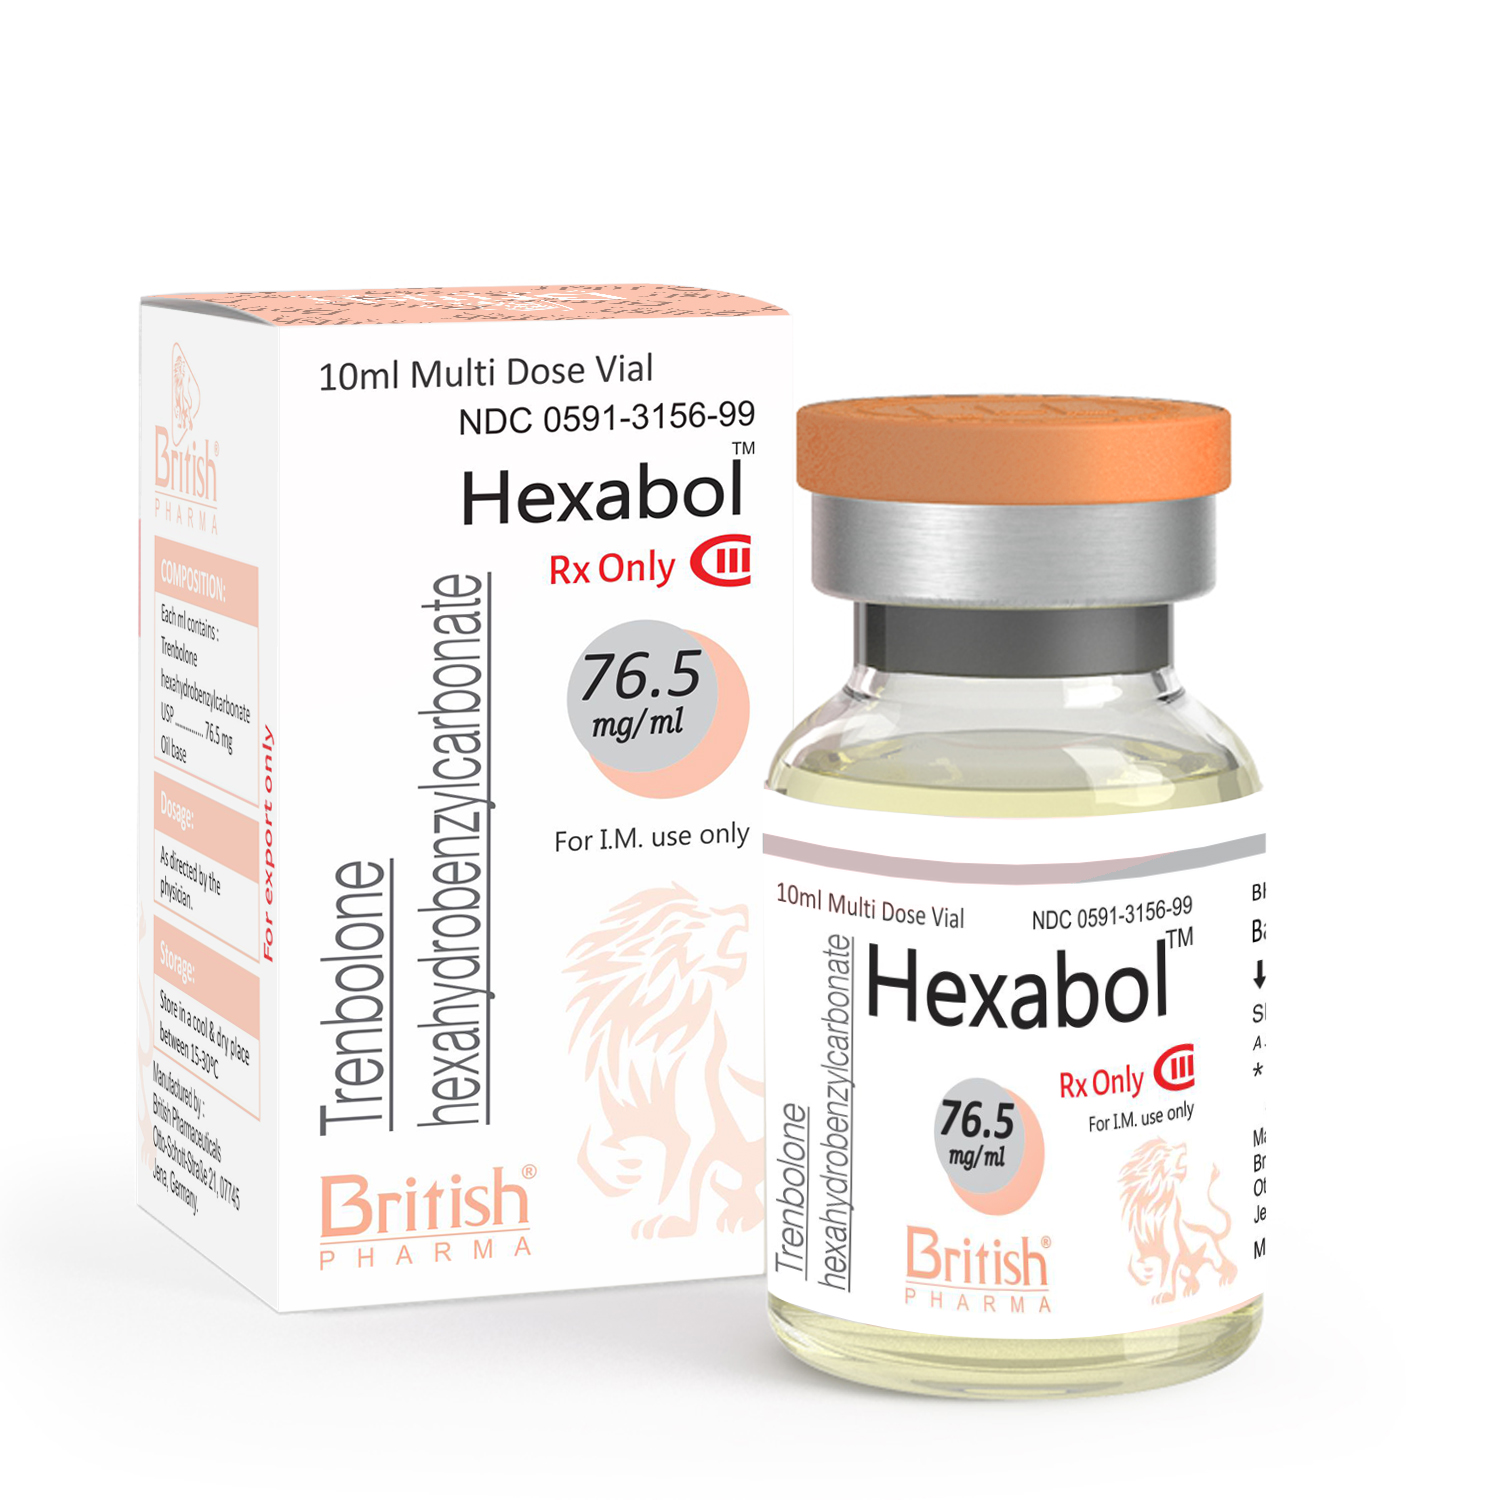 10ml Multi Dose Vial
NDC 0591-3156-99
Hexabol™
Rx Only CIII
76.5
mg/ml
For I.M. use only
Trenbolone
hexahydrobenzylcarbonate
British®
PHARMA
British®
PHARMA
COMPOSITION:
Each ml contains :
Trenbolone
hexahydrobenzylcarbonate
USP ............ 76.5 mg
Oil base
Dosage:
As directed by the
physician.
Storage:
Store in a cool & dry place
between 15-30ºC
Manufactured by :
British Pharmaceuticals
Otto-Schott-Straße 21, 07745
Jena, Germany.
For export only
10ml Multi Dose Vial
NDC 0591-3156-99
Hexabol™
Rx Only CIII
For I.M. use only
76.5
mg/ml
Trenbolone
hexahydrobenzylcarbonate
British®
PHARMA